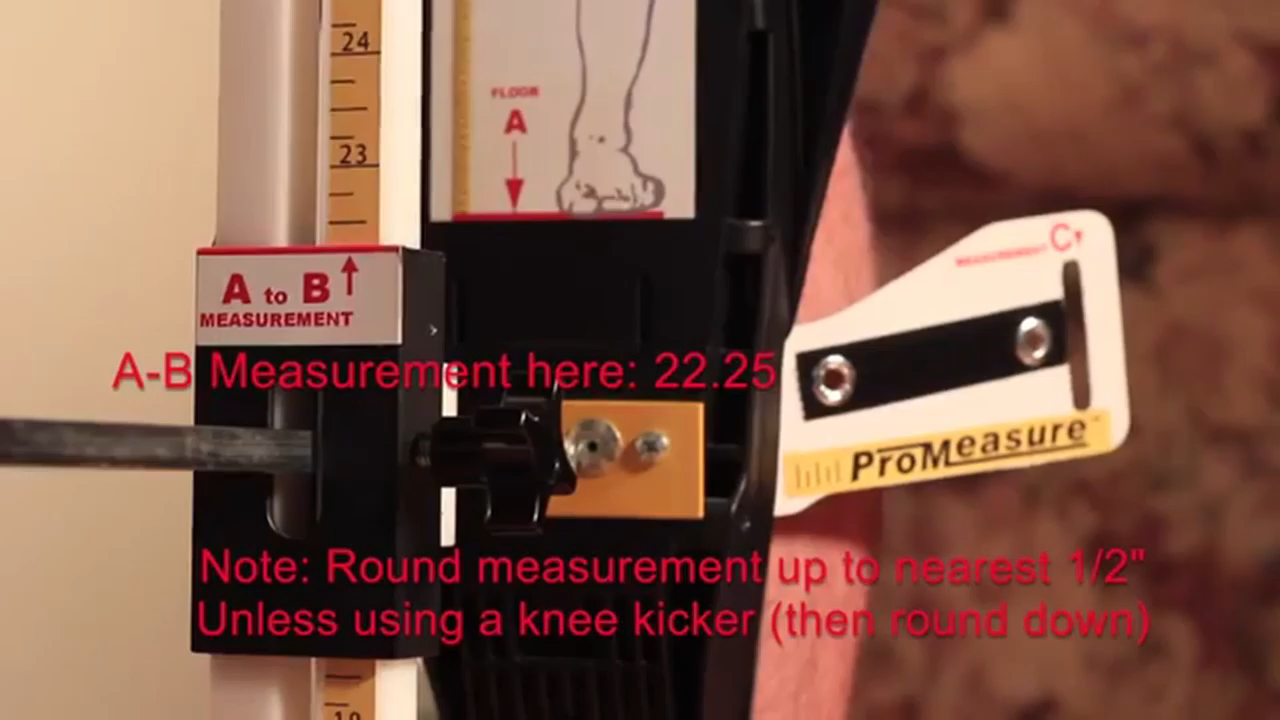 24
FLOOR
A
23
MEASUREMENT C
A to B
MEASUREMENT
A-B Measurement here: 22.25
ProMeasure
Note: Round measurement up to nearest 1/2"
Unless using a knee kicker (then round down)
19